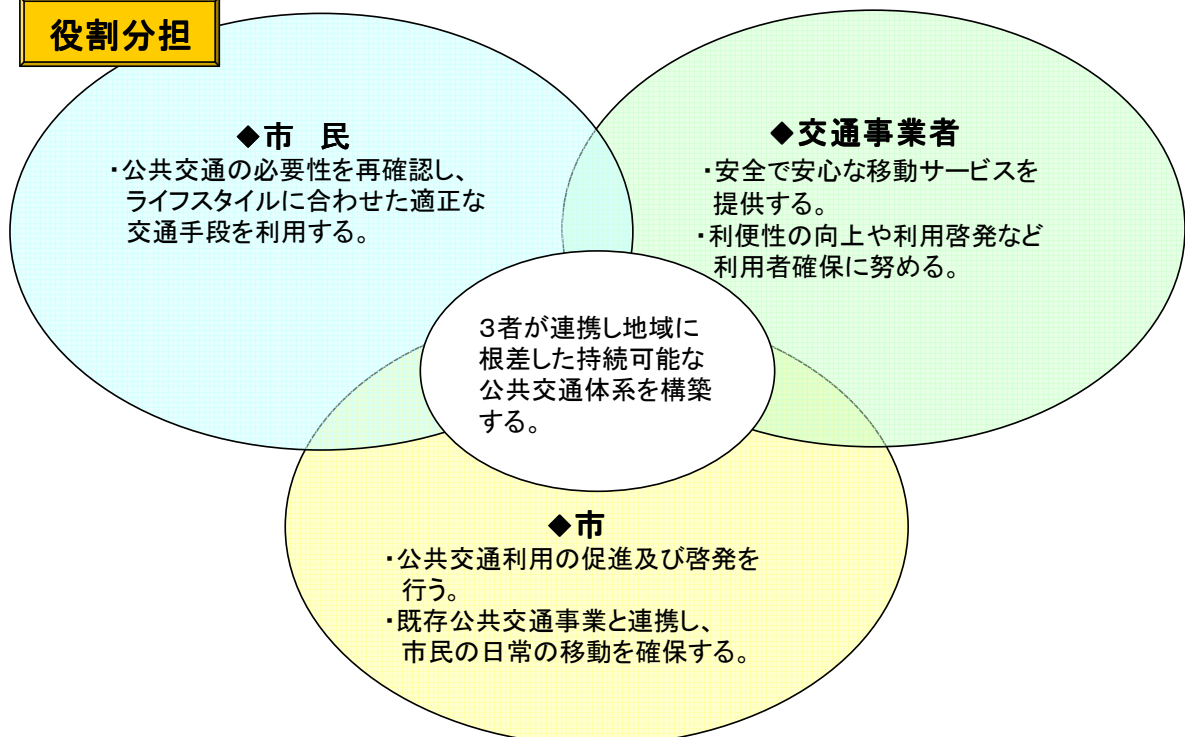 役割分担
◆市　民
・公共交通の必要性を再確認し、
ライフスタイルに合わせた適正な
交通手段を利用する。
◆交通事業者
・安全で安心な移動サービスを
提供する。
・利便性の向上や利用啓発など
利用者確保に努める。
３者が連携し地域に
根差した持続可能な
公共交通体系を構築
する。
◆市
・公共交通利用の促進及び啓発を
行う。
・既存公共交通事業と連携し、
市民の日常の移動を確保する。